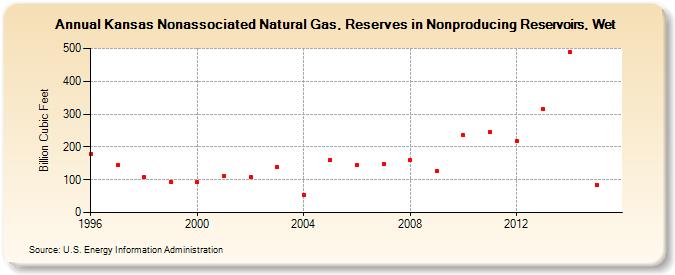 Annual Kansas Nonassociated Natural Gas, Reserves in Nonproducing Reservoirs, Wet
Billion Cubic Feet
500
400
300
200
100
0
1996 2000 2004 2008 2012
Source: U.S. Energy Information Administration